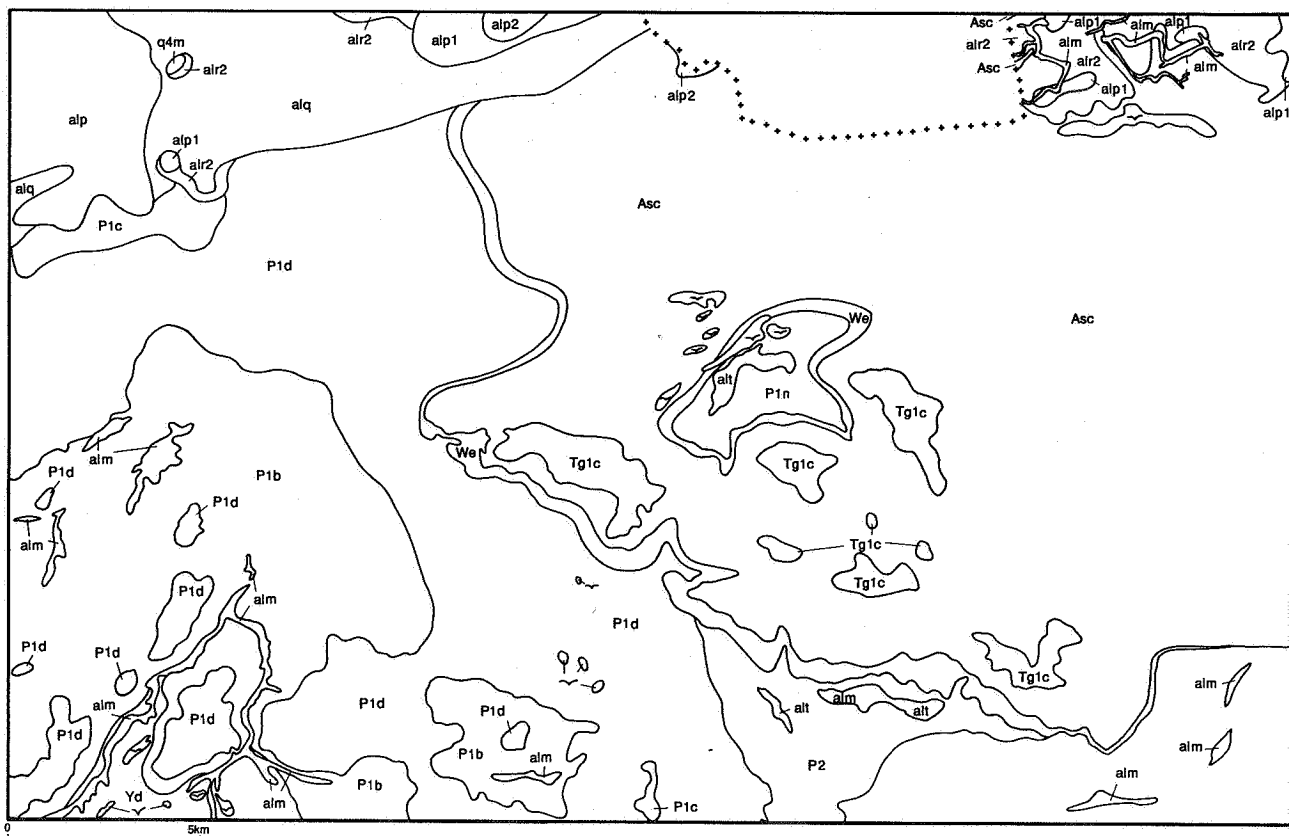 alr2
alp1
alp2
Asc
alp1
alm
alp1
q4m
alr2
alr2
alr2
Asc
alm
alr2
alm
alp2
alp1
alp
alq
alp1
alp1
alr2
alq
Asc
P1c
P1d
We
Asc
alt
P1n
Tg1c
We
Tg1c
Tg1c
alm
P1d
P1b
P1d
alm
Tg1c
Tg1c
P1d
alm
P1d
P1d
P1d
Tg1c
alm
alm
P1d
P1d
P1d
P1d
alt
alm
alt
P1b
alm
alm
P2
Yd
alm
P1b
P1c
alm
0
5km